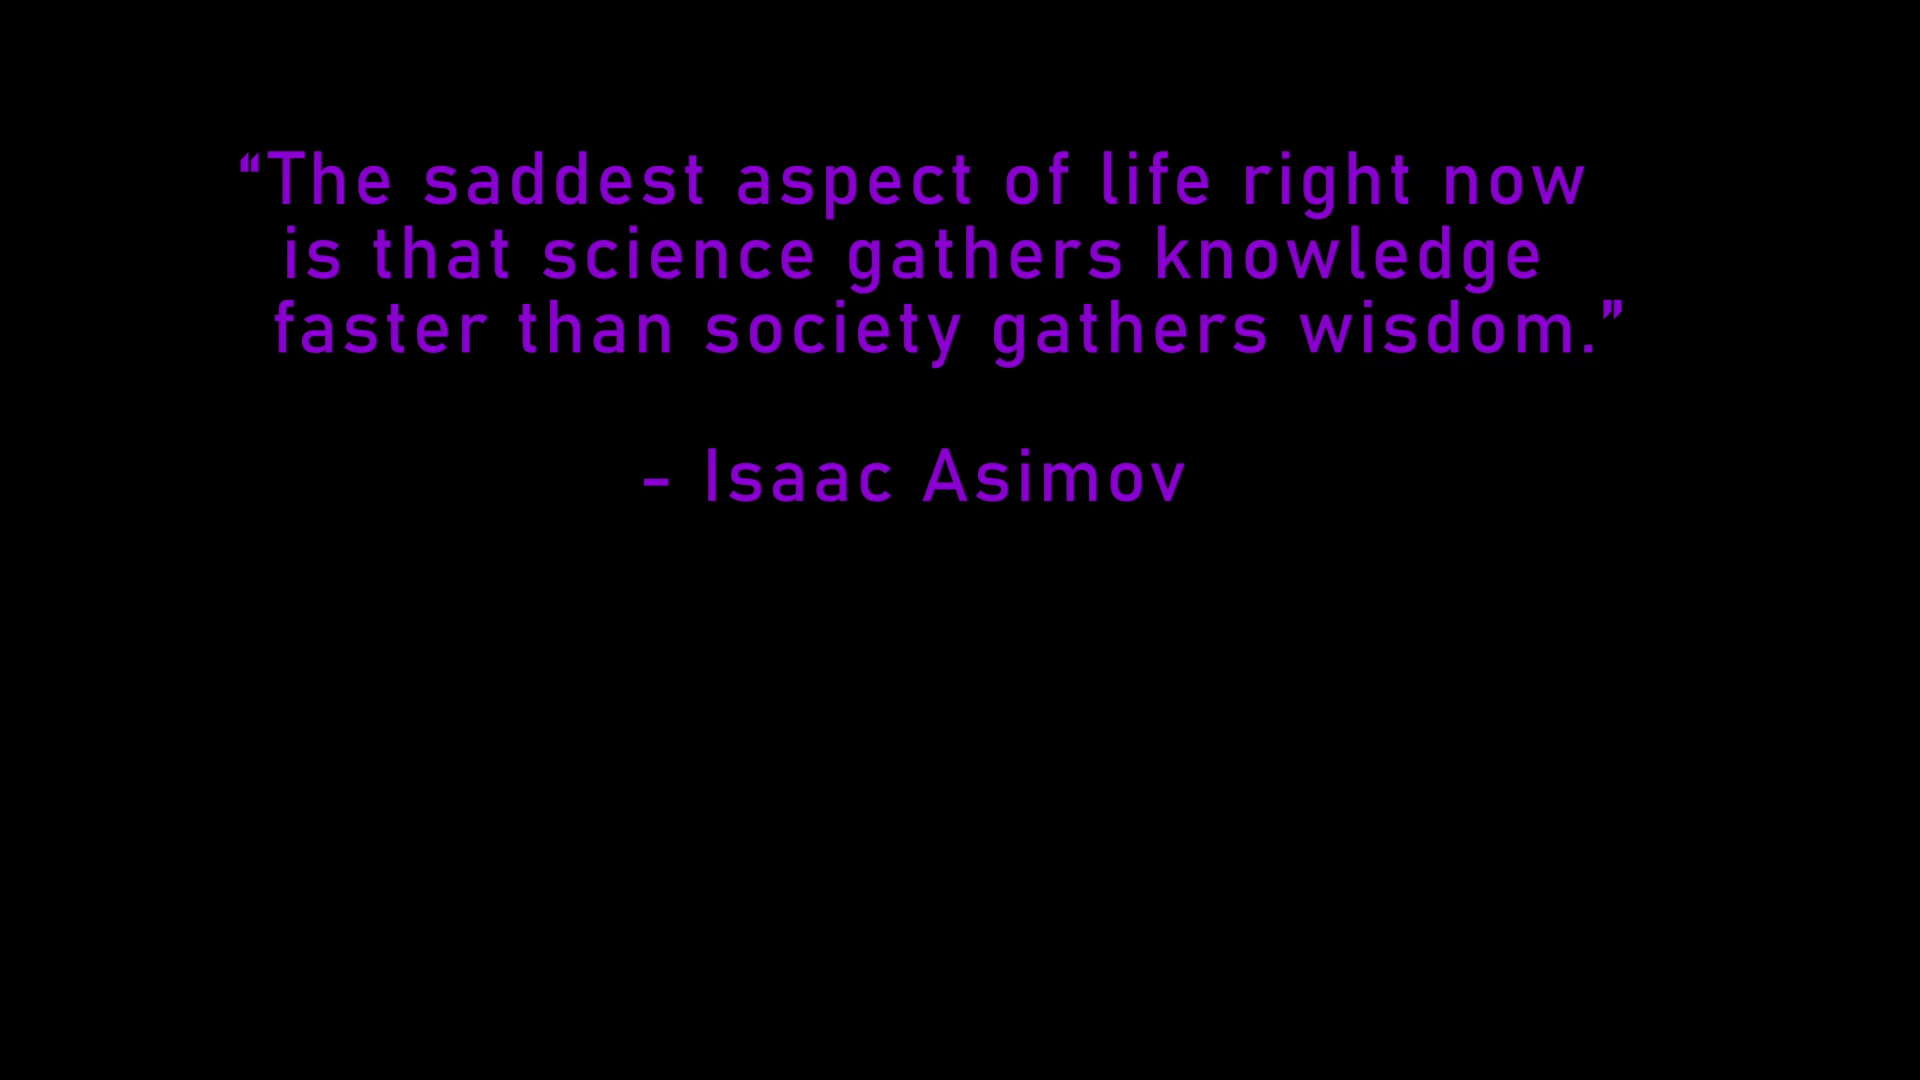 “The saddest aspect of life right now
is that science gathers knowledge
faster than society gathers wisdom.”
- Isaac Asimov